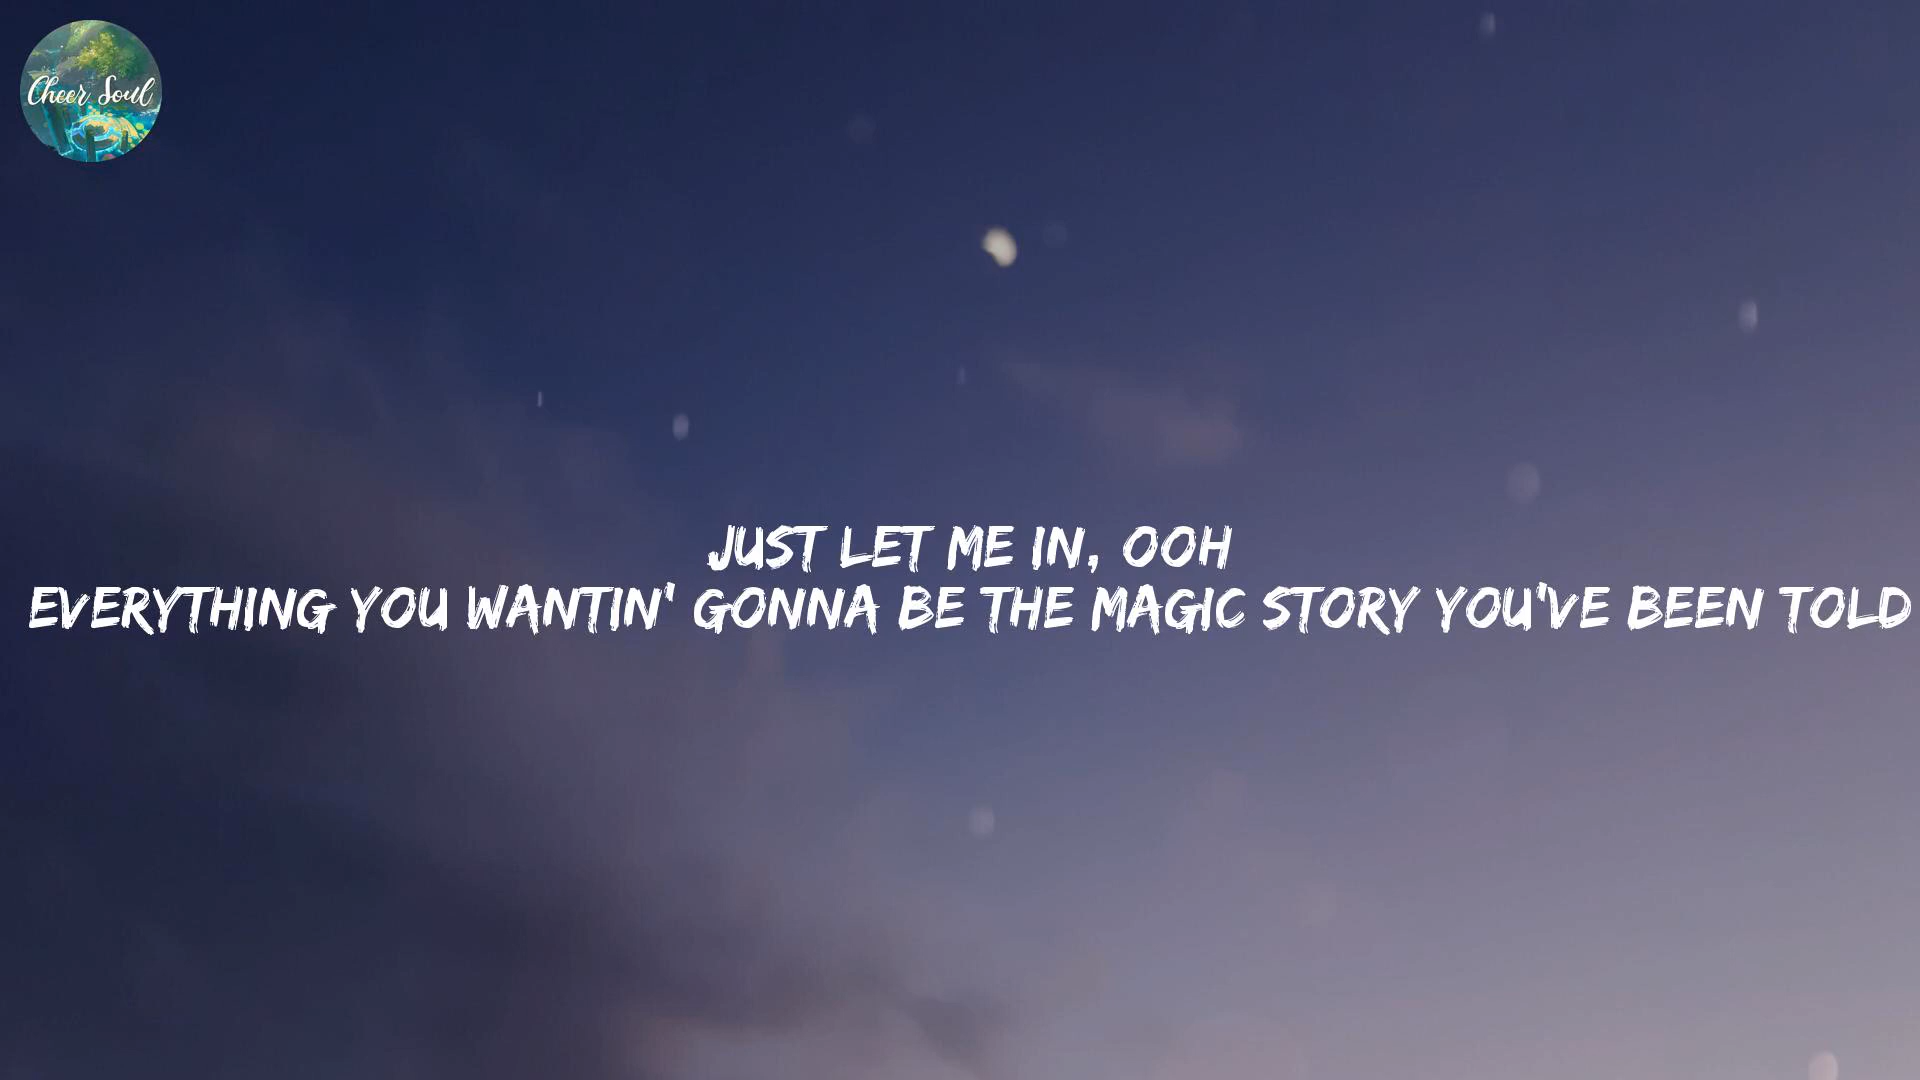 Cheer Soul
JUST LET ME IN, OOH
EVERYTHING YOU WANTIN' GONNA BE THE MAGIC STORY YOU'VE BEEN TOLD